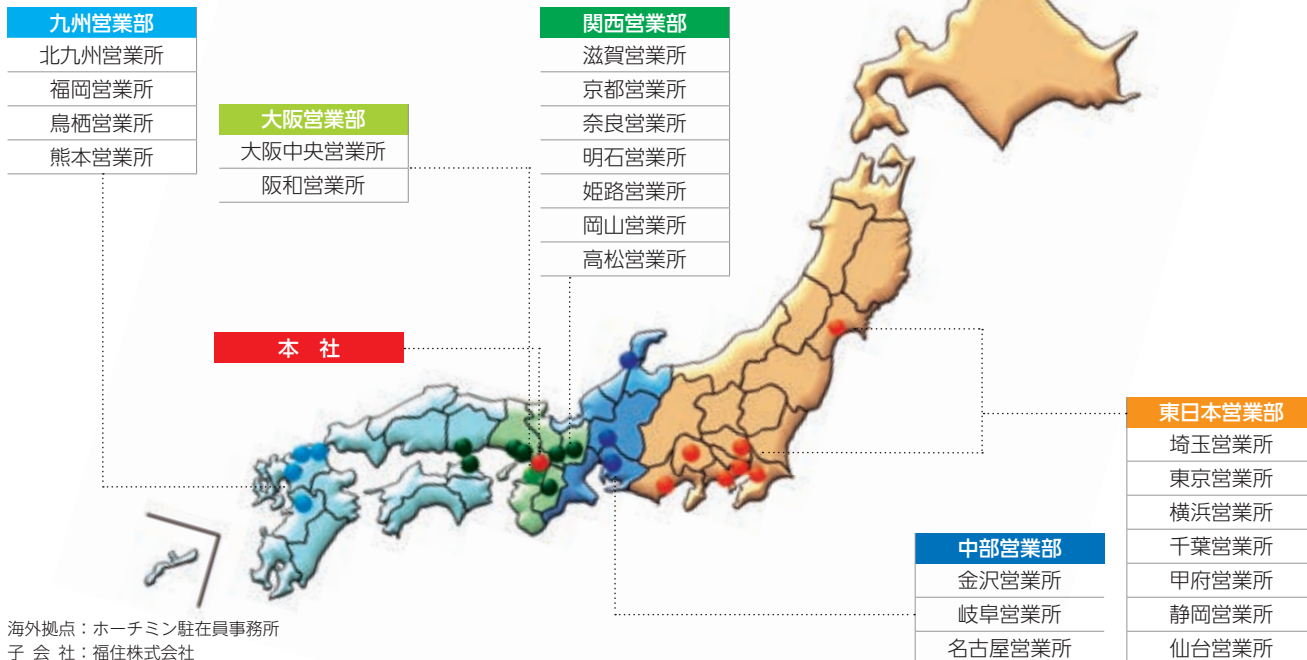 九州営業部
北九州営業所
福岡営業所
鳥栖営業所
熊本営業所
大阪営業部
大阪中央営業所
阪和営業所
関西営業部
滋賀営業所
京都営業所
奈良営業所
明石営業所
姫路営業所
岡山営業所
高松営業所
本 社
東日本営業部
埼玉営業所
東京営業所
横浜営業所
千葉営業所
甲府営業所
静岡営業所
仙台営業所
中部営業部
金沢営業所
岐阜営業所
名古屋営業所
海外拠点：ホーチミン駐在員事務所
子 会 社：福住株式会社